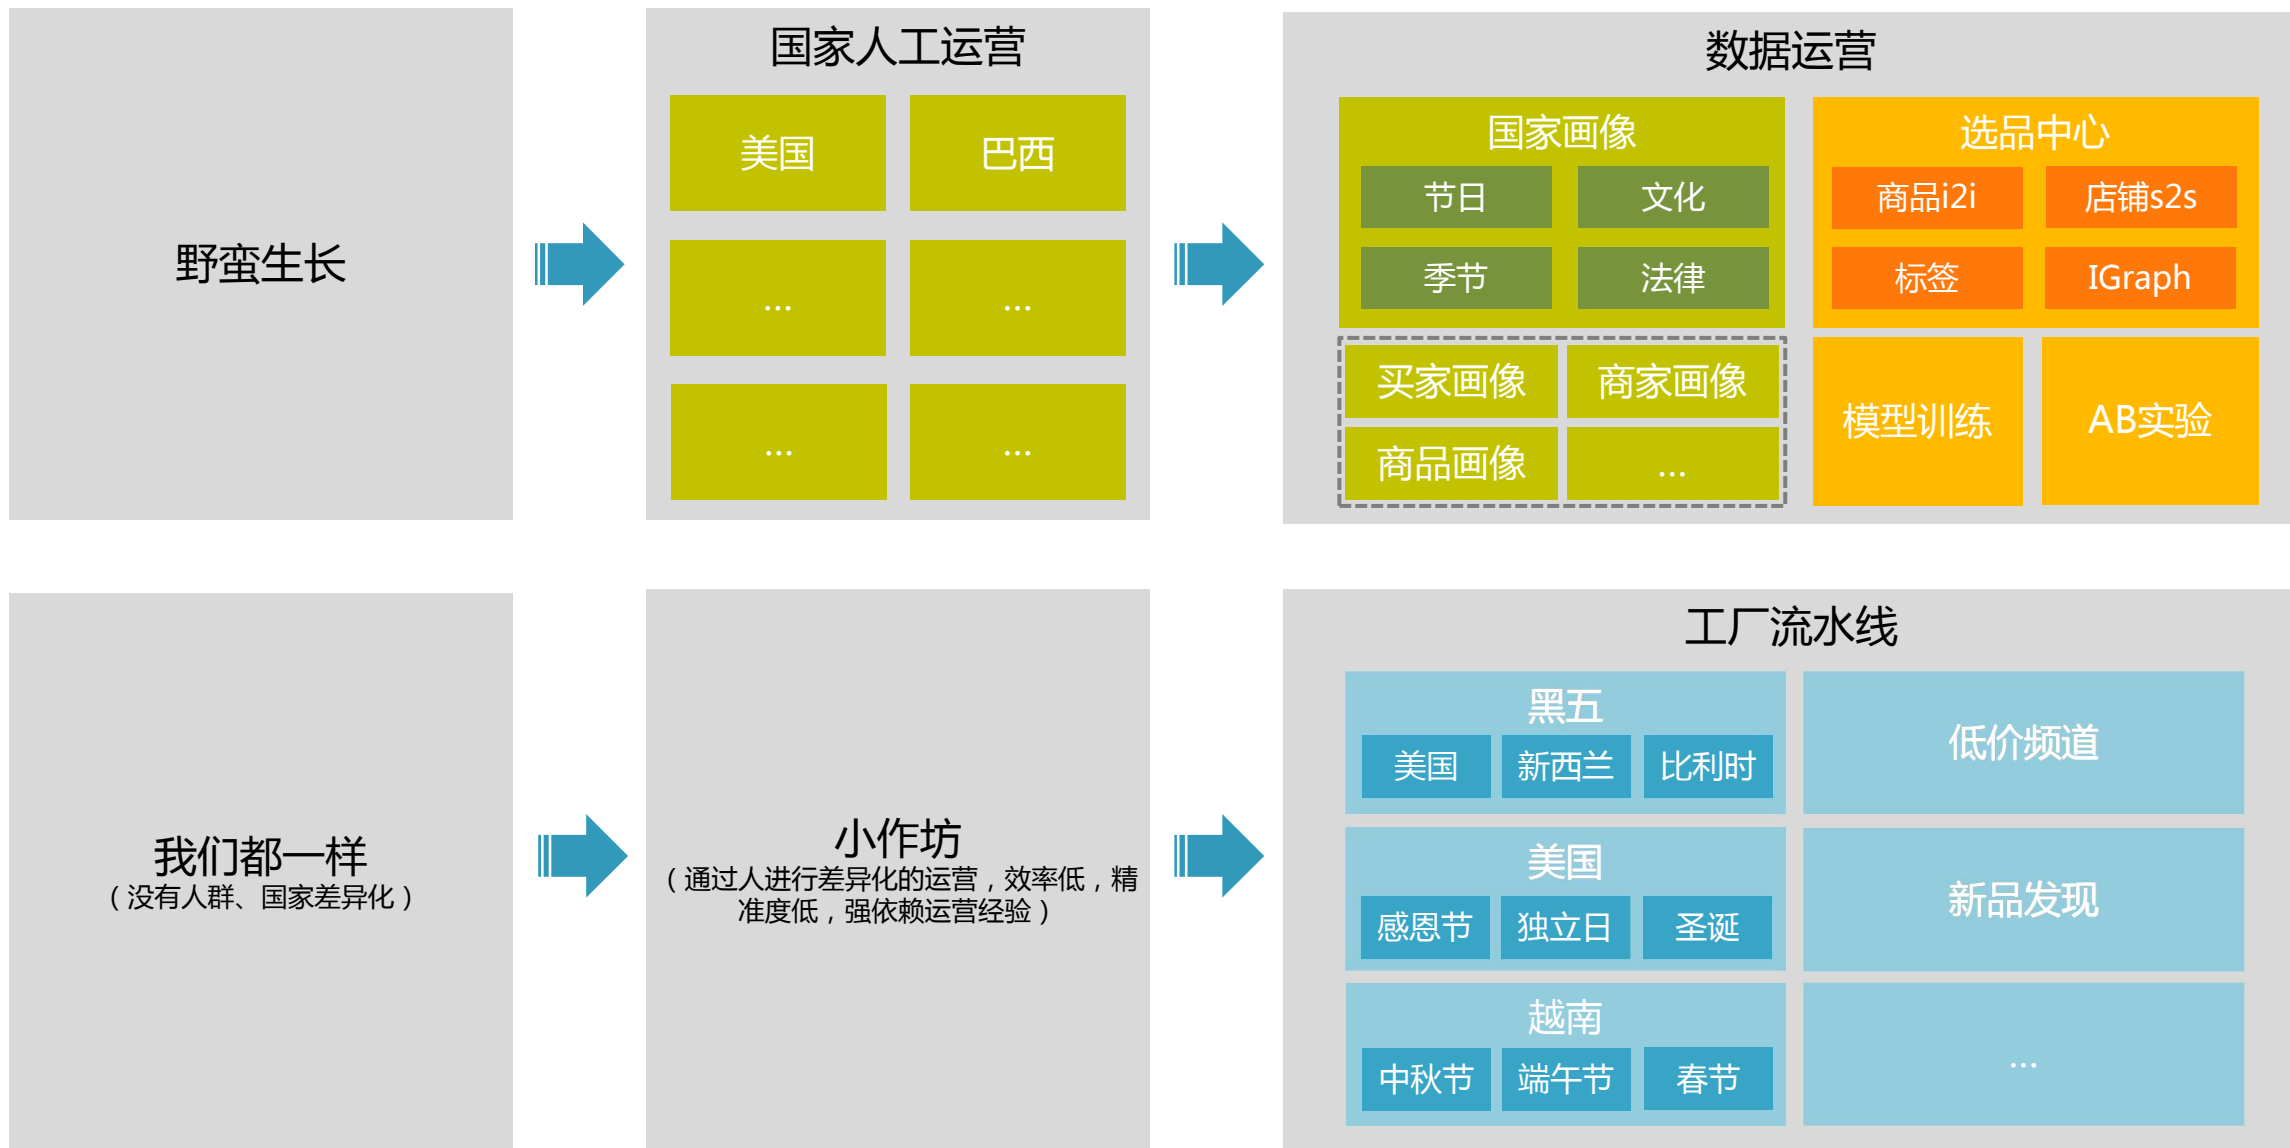 野蛮生长
国家人工运营
美国
巴西
...
...
...
...
数据运营
国家画像
节日
文化
季节
法律
选品中心
商品i2i
店铺s2s
标签
IGraph
买家画像
商家画像
商品画像
...
模型训练
AB实验
我们都一样
（没有人群、国家差异化）
小作坊
（通过人进行差异化的运营，效率低，精
准度低，强依赖运营经验）
工厂流水线
黑五
美国
新西兰
比利时
低价频道
美国
感恩节
独立日
圣诞
新品发现
越南
中秋节
端午节
春节
...